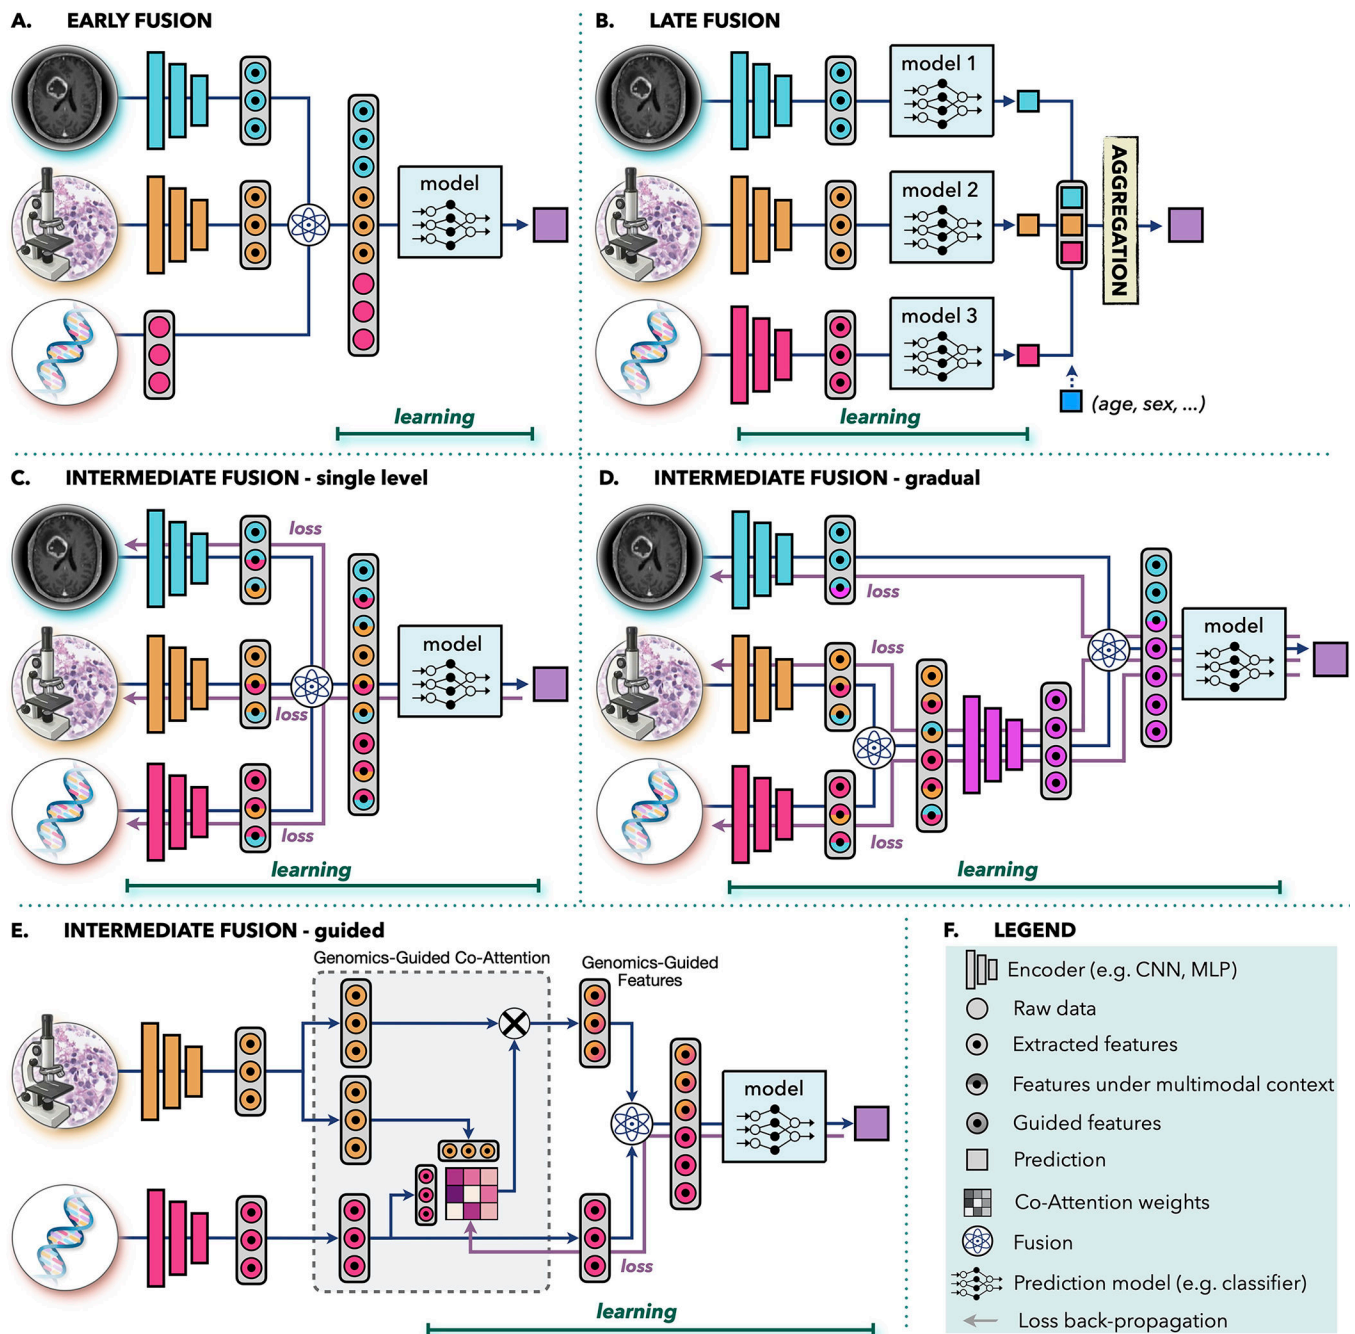 A. EARLY FUSION
model
learning
B. LATE FUSION
model 1
model 2
model 3
AGGREGATION
(age, sex, ...)
learning
C. INTERMEDIATE FUSION - single level
loss
loss
loss
model
learning
D. INTERMEDIATE FUSION - gradual
loss
loss
loss
model
learning
E. INTERMEDIATE FUSION - guided
Genomics-Guided Co-Attention
Genomics-Guided
Features
model
loss
learning
F. LEGEND
Encoder (e.g. CNN, MLP)
Raw data
Extracted features
Features under multimodal context
Guided features
Prediction
Co-Attention weights
Fusion
Prediction model (e.g. classifier)
Loss back-propagation